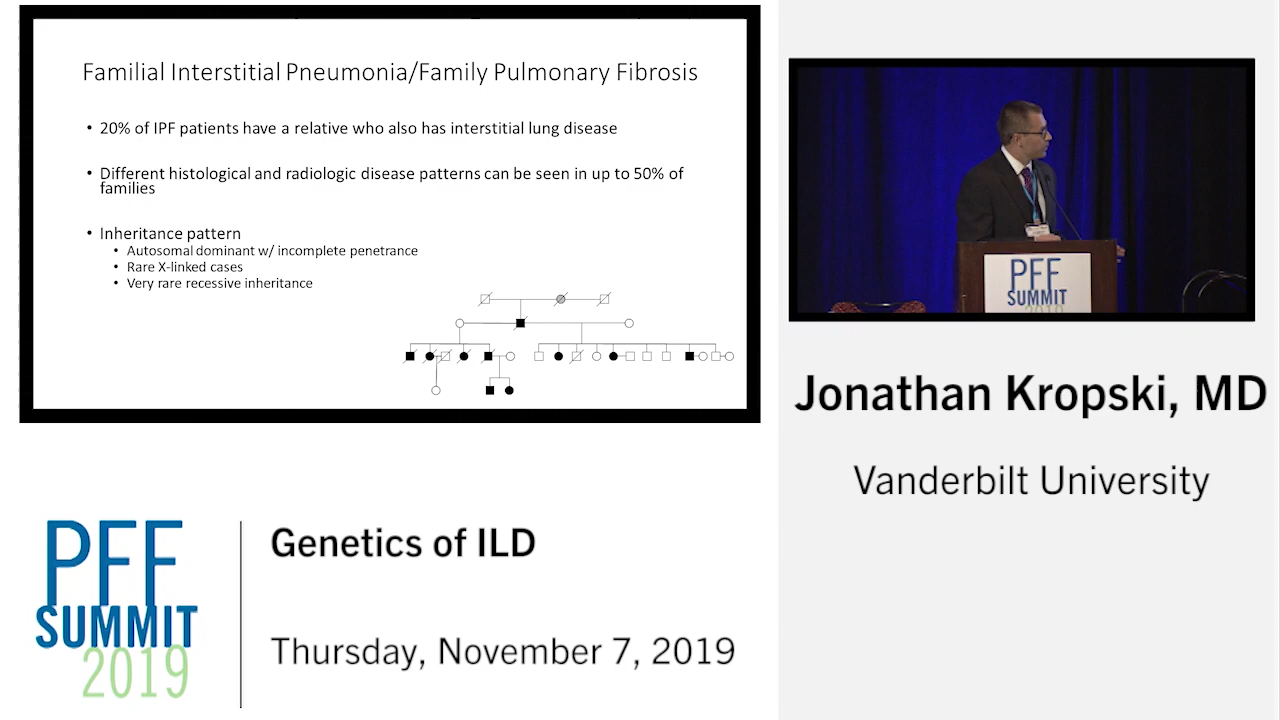 Familial Interstitial Pneumonia/Family Pulmonary Fibrosis
• 20% of IPF patients have a relative who also has interstitial lung disease
• Different histological and radiologic disease patterns can be seen in up to 50% of
families
• Inheritance pattern
• Autosomal dominant w/ incomplete penetrance
• Rare X-linked cases
• Very rare recessive inheritance
PFF
SUMMIT
2019
Jonathan Kropski, MD
Vanderbilt University
PFF
SUMMIT
2019
Genetics of ILD
Thursday, November 7, 2019